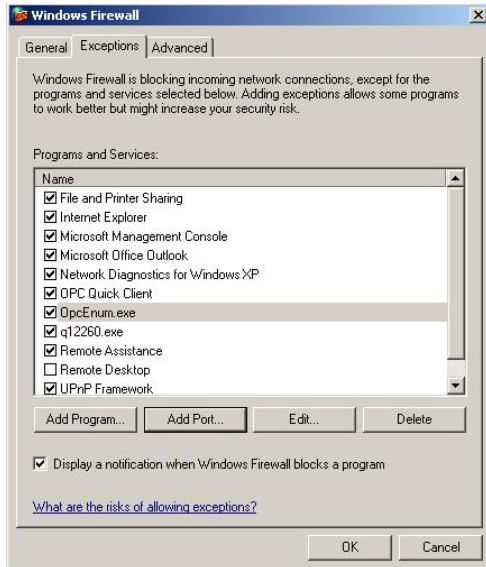 Windows Firewall
General Exceptions Advanced
Windows Firewall is blocking incoming network connections, except for the
programs and services selected below. Adding exceptions allows some programs
to work better but might increase your security risk.
Programs and Services:
Name
File and Printer Sharing
Internet Explorer
Microsoft Management Console
Microsoft Office Outlook
Network Diagnostics for Windows XP
OPC Quick Client
OpcEnum.exe
q12260.exe
Remote Assistance
Remote Desktop
UPnP Framework
Add Program... Add Port... Edit... Delete
Display a notification when Windows Firewall blocks a program
What are the risks of allowing exceptions?
OK Cancel